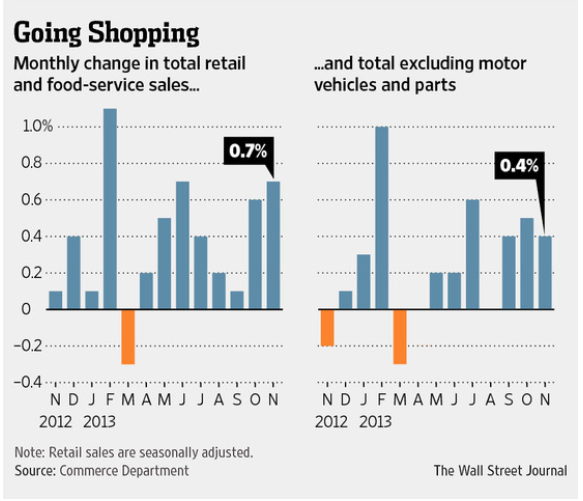 Going Shopping
Monthly change in total retail
and food-service sales...
...and total excluding motor
vehicles and parts
1.0%
0.8
0.6
0.4
0.2
0
–0.2
–0.4
0.7%
0.4%
N D J F M A M J J A S O N
2012 2013
N D J F M A M J J A S O N
2012 2013
Note: Retail sales are seasonally adjusted.
Source: Commerce Department
The Wall Street Journal